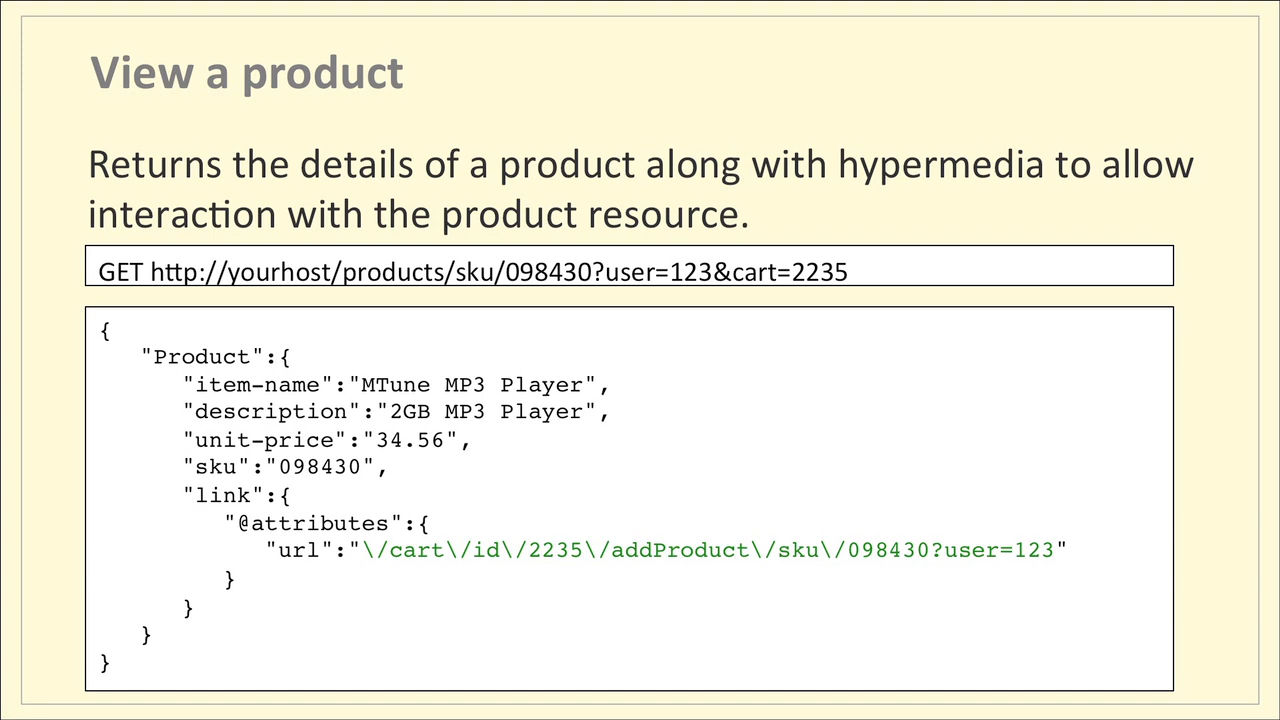 View a product
Returns the details of a product along with hypermedia to allow
interaction with the product resource.
GET http://yourhost/products/sku/098430?user=123&cart=2235
{
"Product":{
"item-name":"MTune MP3 Player",
"description":"2GB MP3 Player",
"unit-price":"34.56",
"sku":"098430",
"link":{
"@attributes":{
"url":"\/cart\/id\/2235\/addProduct\/sku\/098430?user=123"
}
}
}
}